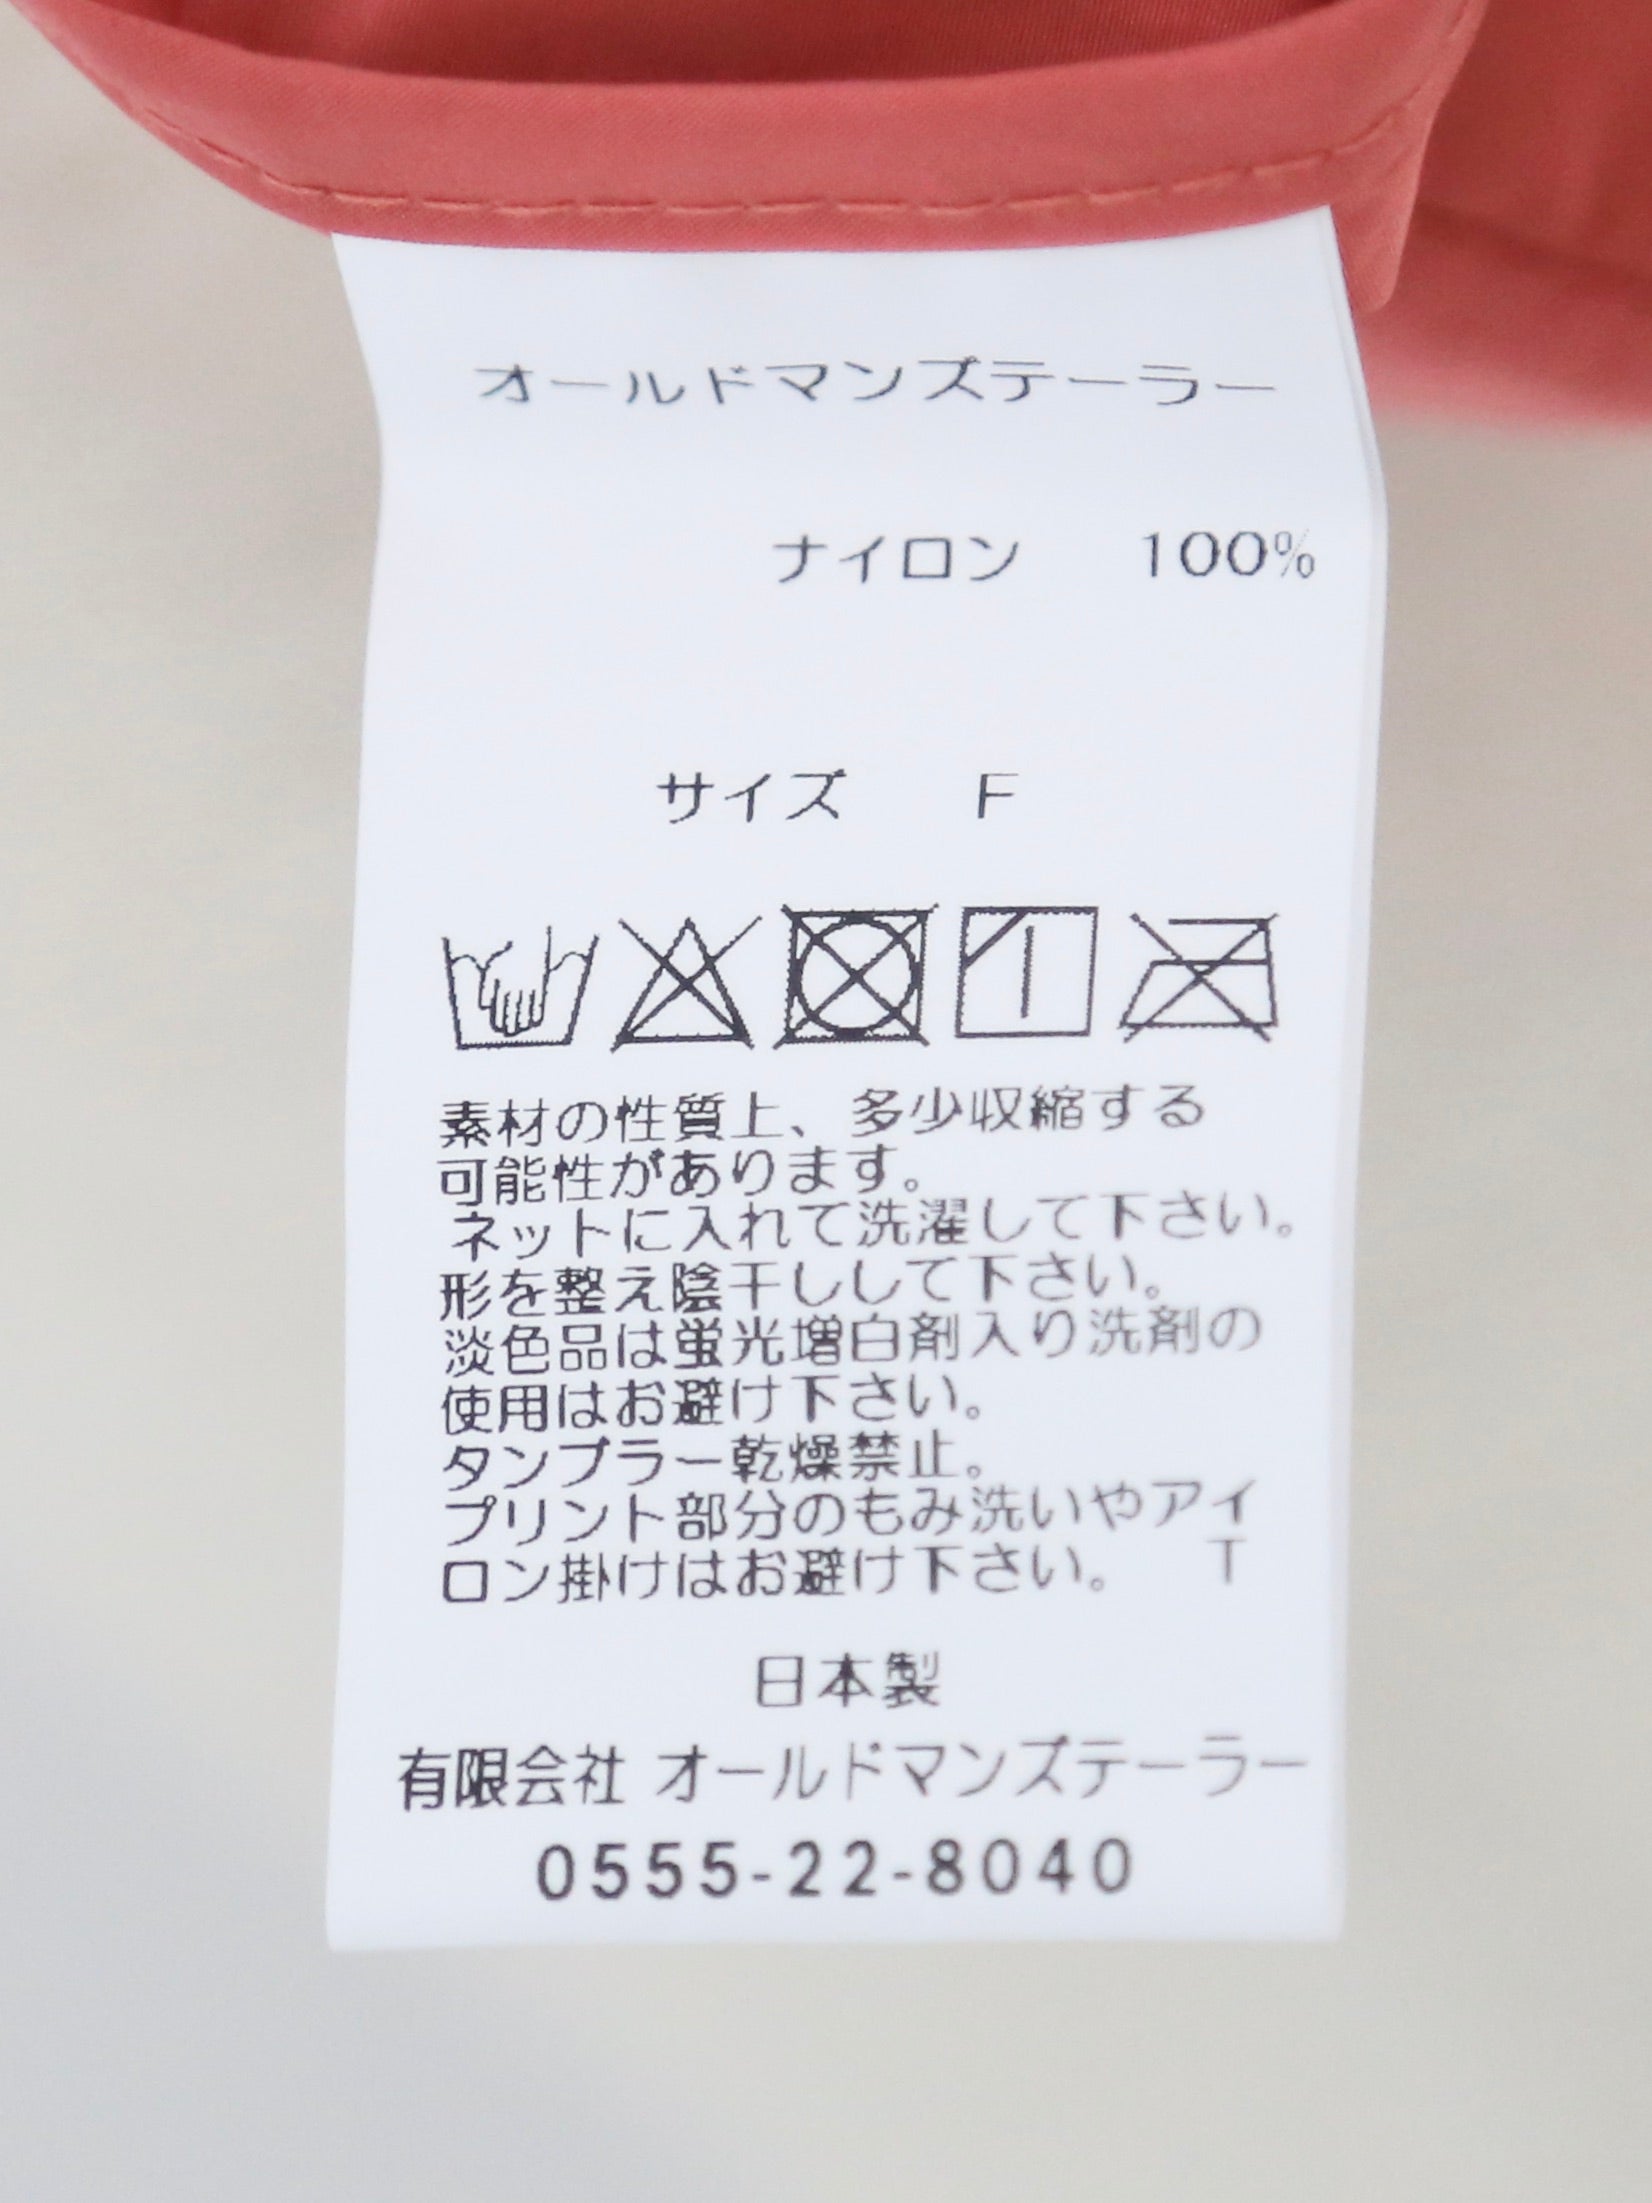 オールドマンズテーラー
ナイロン 100%
サイズ F
素材の性質上、多少収縮する
可能性があります。
ネットに入れて洗濯して下さい。
形を整え陰干しして下さい。
淡色品は蛍光増白剤入り洗剤の
使用はお避け下さい。
タンブラー乾燥禁止。
プリント部分のもみ洗いやアイ
ロン掛けはお避け下さい。 T
日本製
有限会社 オールドマンズテーラー
0555-22-8040